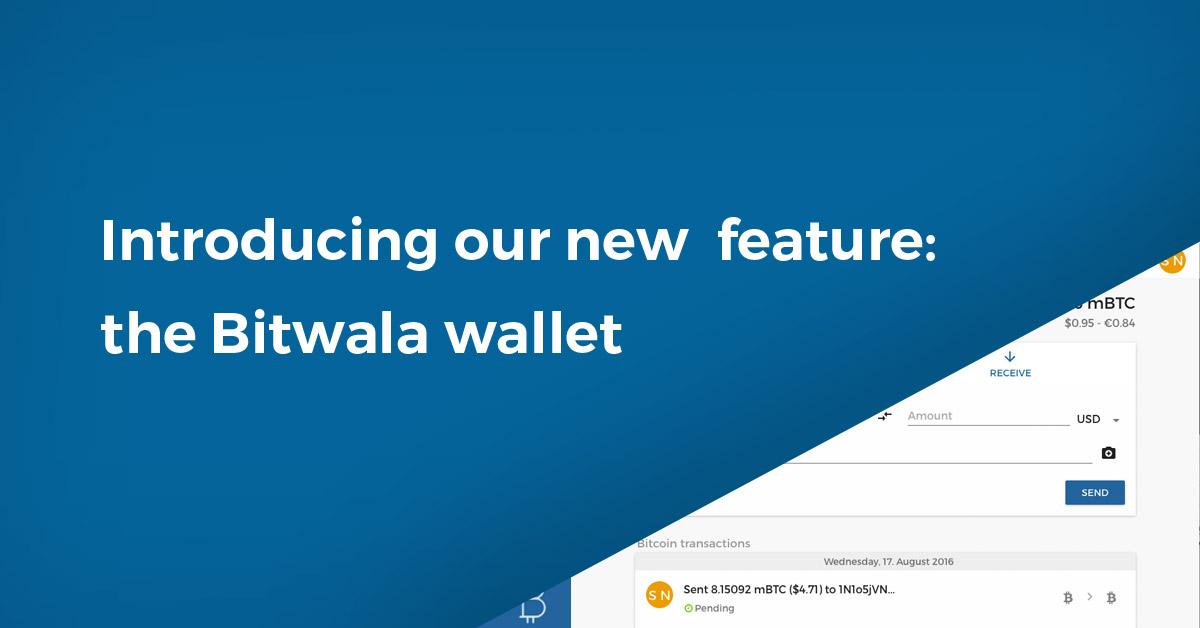 Introducing our new feature:
the Bitwala wallet
S N
mBTC
$0.95 - €0.84
RECEIVE
Amount
USD
SEND
Bitcoin transactions
Wednesday, 17. August 2016
S N
Sent 8.15092 mBTC ($4.71) to 1N1o5jVN...
Pending